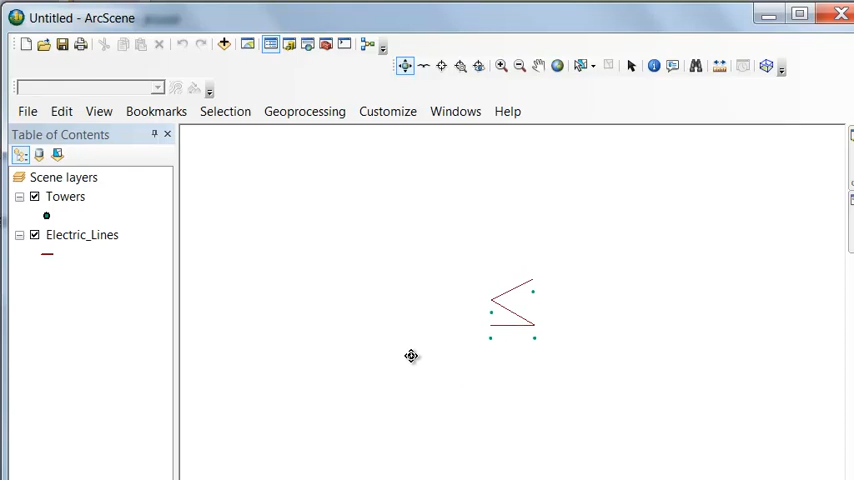 Untitled - ArcScene
File Edit View Bookmarks Selection Geoprocessing Customize Windows Help
Table of Contents
Scene layers
Towers
Electric_Lines